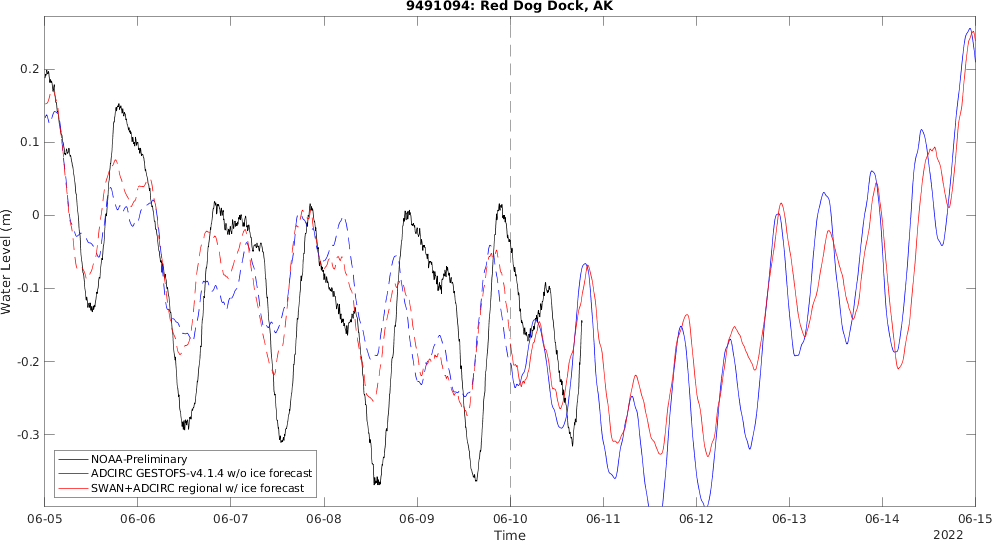 9491094: Red Dog Dock, AK
Water Level (m)
0.2
0.1
0
-0.1
-0.2
-0.3
NOAA-Preliminary
ADCIRC GESTOFS-v4.1.4 w/o ice forecast
SWAN+ADCIRC regional w/ ice forecast
06-05 06-06 06-07 06-08 06-09 06-10 06-11 06-12 06-13 06-14 06-15
Time
2022